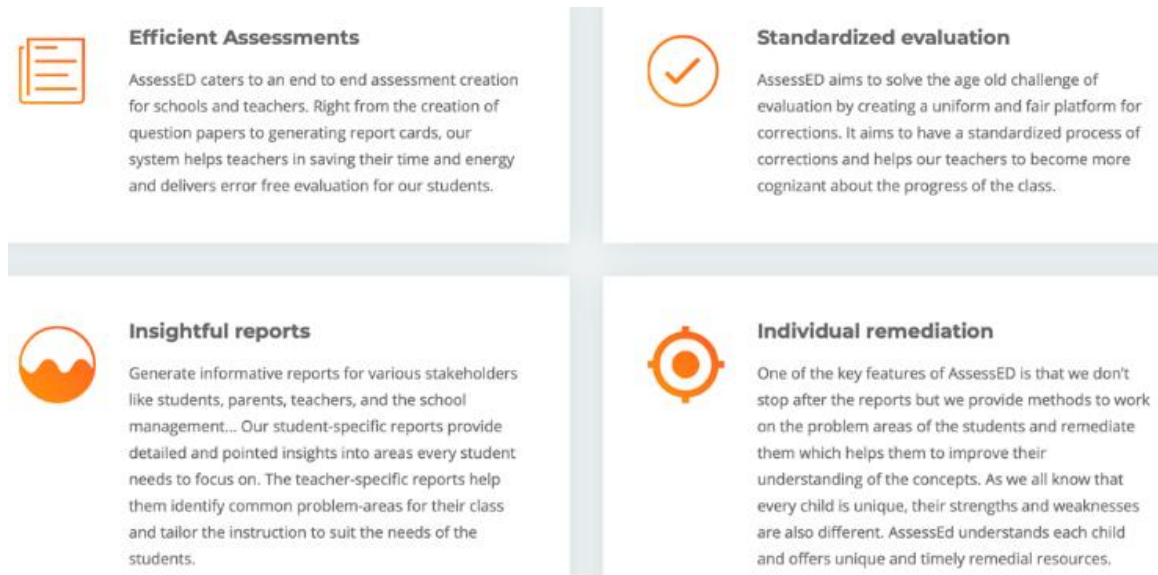 Efficient Assessments
AssessED caters to an end to end assessment creation
for schools and teachers. Right from the creation of
question papers to generating report cards, our
system helps teachers in saving their time and energy
and delivers error free evaluation for our students.
Standardized evaluation
AssessED aims to solve the age old challenge of
evaluation by creating a uniform and fair platform for
corrections. It aims to have a standardized process of
corrections and helps our teachers to become more
cognizant about the progress of the class.
Insightful reports
Generate informative reports for various stakeholders
like students, parents, teachers, and the school
management... Our student-specific reports provide
detailed and pointed insights into areas every student
needs to focus on. The teacher-specific reports help
them identify common problem-areas for their class
and tailor the instruction to suit the needs of the
students.
Individual remediation
One of the key features of AssessED is that we don't
stop after the reports but we provide methods to work
on the problem areas of the students and remediate
them which helps them to improve their
understanding of the concepts. As we all know that
every child is unique, their strengths and weaknesses
are also different. AssessEd understands each child
and offers unique and timely remedial resources.